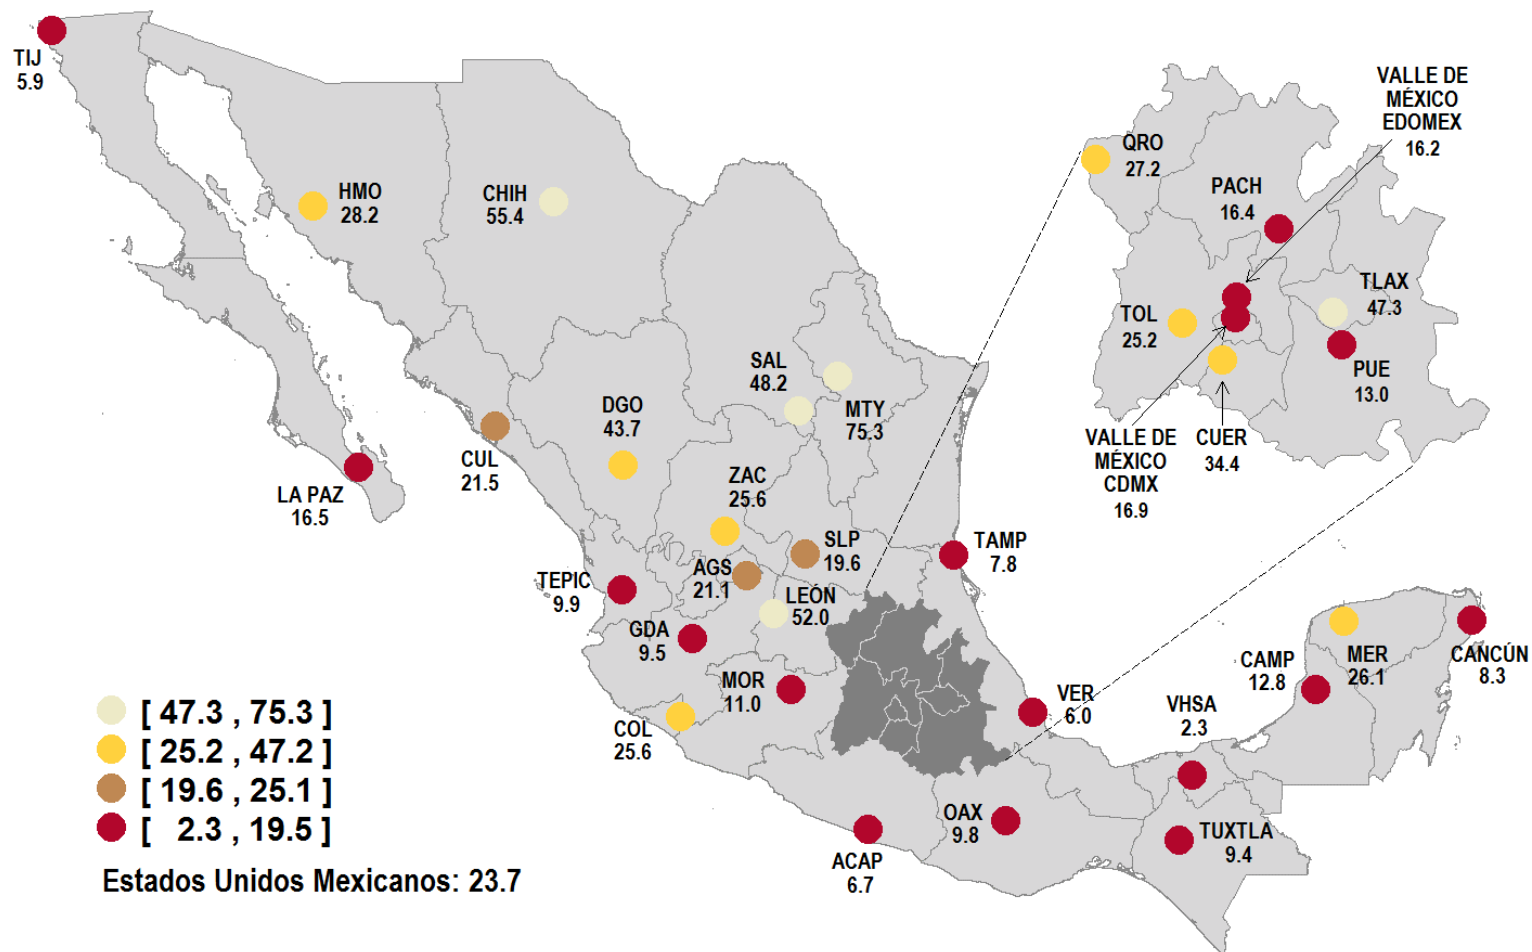 TIJ
5.9
HMO
28.2
CHIH
55.4
VALLE DE
MÉXICO
EDOMEX
16.2
QRO
27.2
PACH
16.4
TLAX
47.3
TOL
25.2
PUE
13.0
VALLE DE
MÉXICO
CDMX
16.9
CUER
34.4
SAL
48.2
MTY
75.3
DGO
43.7
CUL
21.5
LA PAZ
16.5
ZAC
25.6
SLP
19.6
TAMP
7.8
AGS
21.1
TEPIC
9.9
LEÓN
52.0
GDA
9.5
MOR
11.0
COL
25.6
VER
6.0
CAMP
12.8
MER
26.1
CANCÚN
8.3
VHSA
2.3
OAX
9.8
TUXTLA
9.4
ACAP
6.7
[ 47.3 , 75.3 ]
[ 25.2 , 47.2 ]
[ 19.6 , 25.1 ]
[ 2.3 , 19.5 ]
Estados Unidos Mexicanos: 23.7